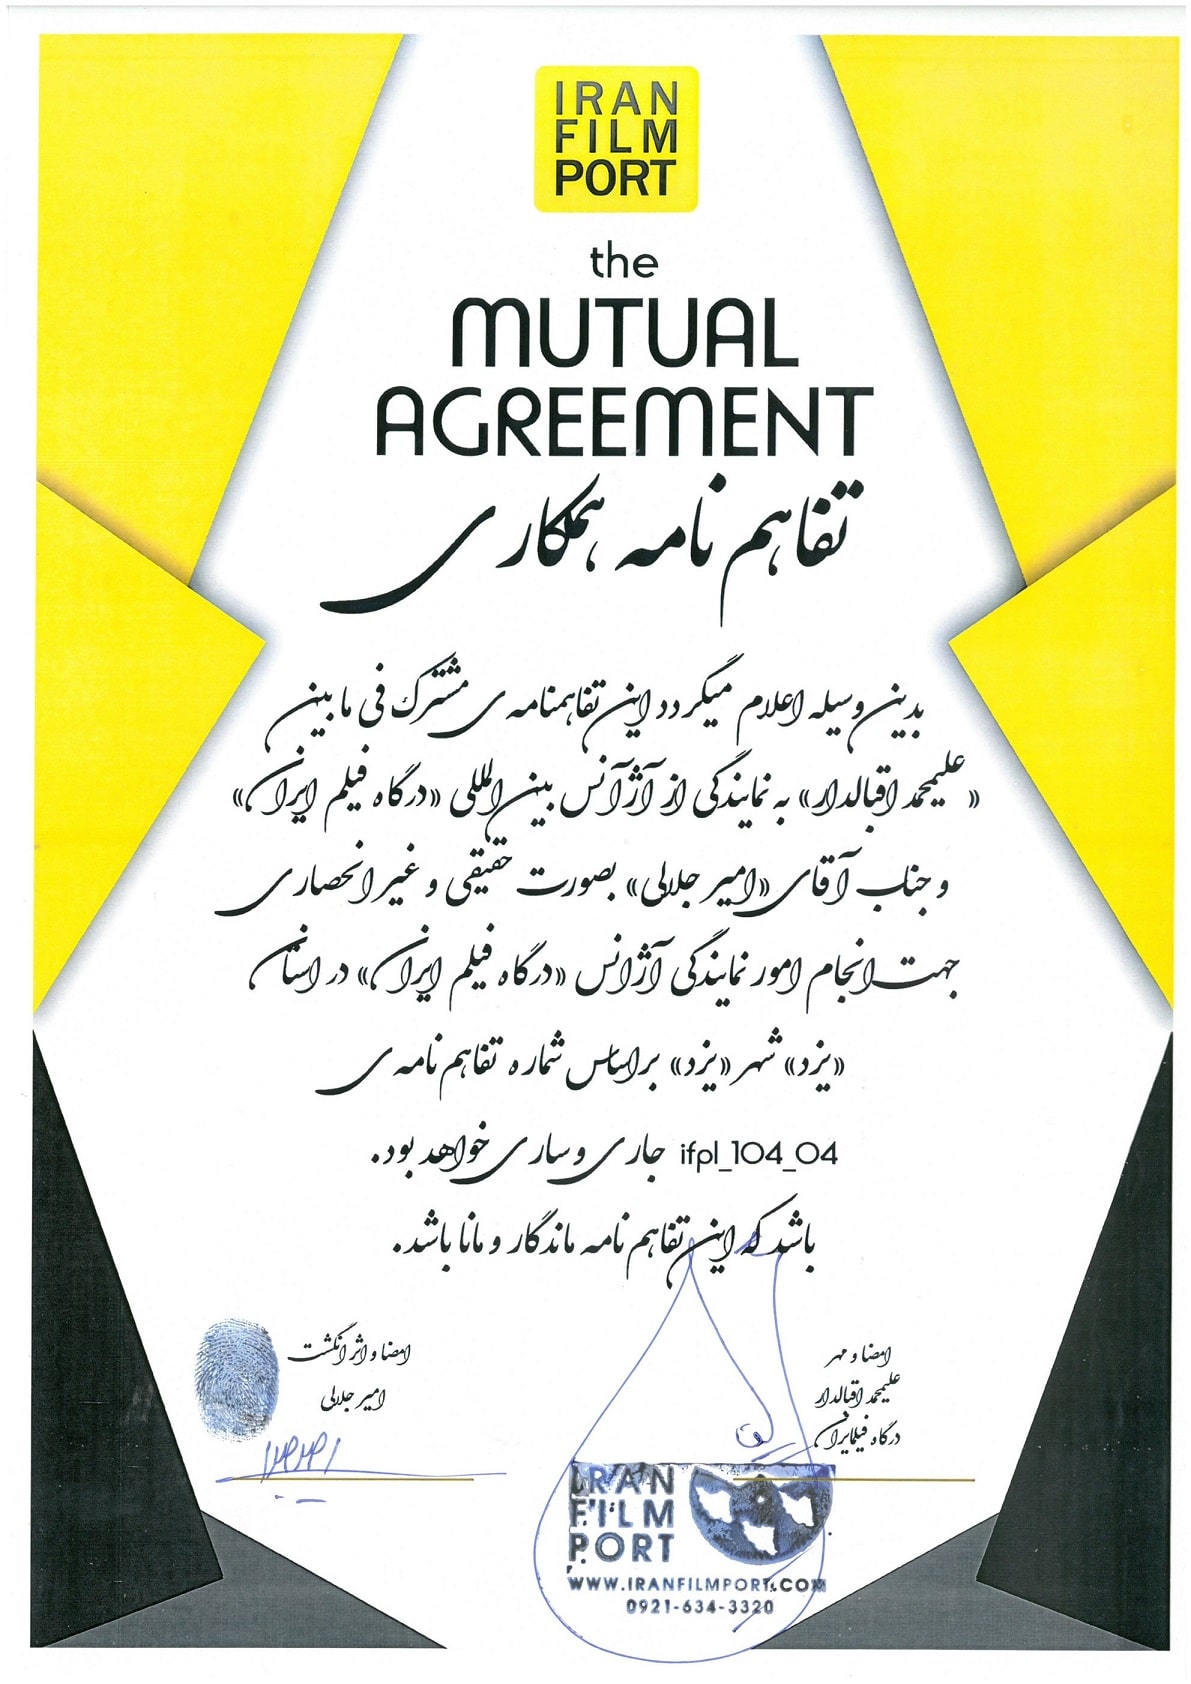 IRAN
FILM
PORT
the
MUTUAL
AGREEMENT
تفاهم نامه همکاری
بدین وسیله اعلام میگردد این تفاهمنامه ی مشترک فی ما بین
«علیمحمد اقبالدار» به نمایندگی از آژآنس بین المللی «درگاه فیلم ایران»
و جناب آقای «امیر جلالی» بصورت حقیقی و غیر انحصاری
جهت انجام امور نمایندگی آژانس «درگاه فیلم ایران» در استان
«یزد» شهر «یزد» براساس شماره تفاهم نامه ی
ifpl_104_04 جاری و ساری خواهد بود.
باشد که این تفاهم نامه ماندگار و مانا باشد.
امضا و مهر
علیمحمد اقبالدار
درگاه فیلم ایران
امضا و اثر انگشت
امیر جلالی
IRAN
FILM
PORT
WWW.IRANFILMPORT.COM
0921-634-3320